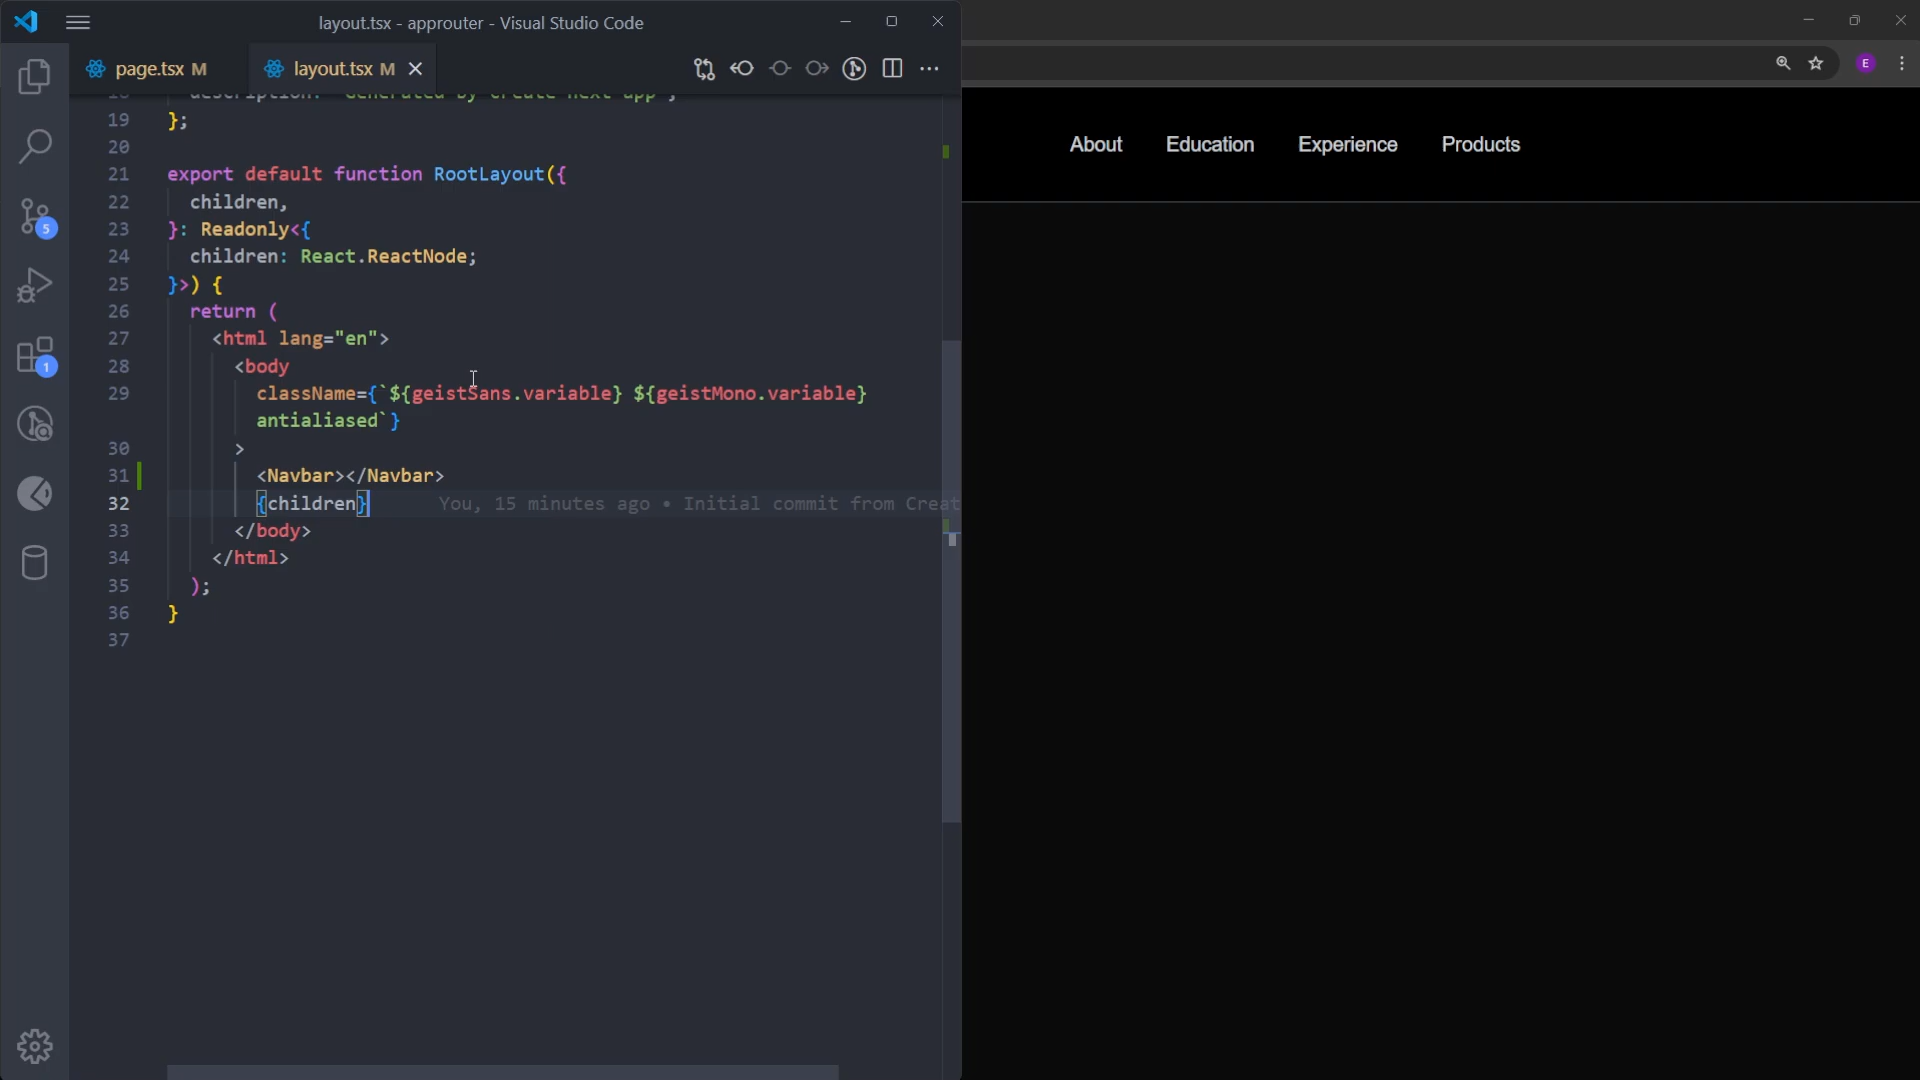 layout.tsx - approuter - Visual Studio Code
page.tsx M
layout.tsx M
19 };
20
21 export default function RootLayout({
22 children,
23 }: Readonly<{
24 children: React.ReactNode;
25 }>) {
26 return (
27 <html lang="en">
28 <body
29 className={`${geistSans.variable} ${geistMono.variable}
antialiased`}
30 >
31 <Navbar></Navbar>
32 {children} You, 15 minutes ago • Initial commit from Creat
33 </body>
34 </html>
35 );
36 }
37
5
1
E
About Education Experience Products